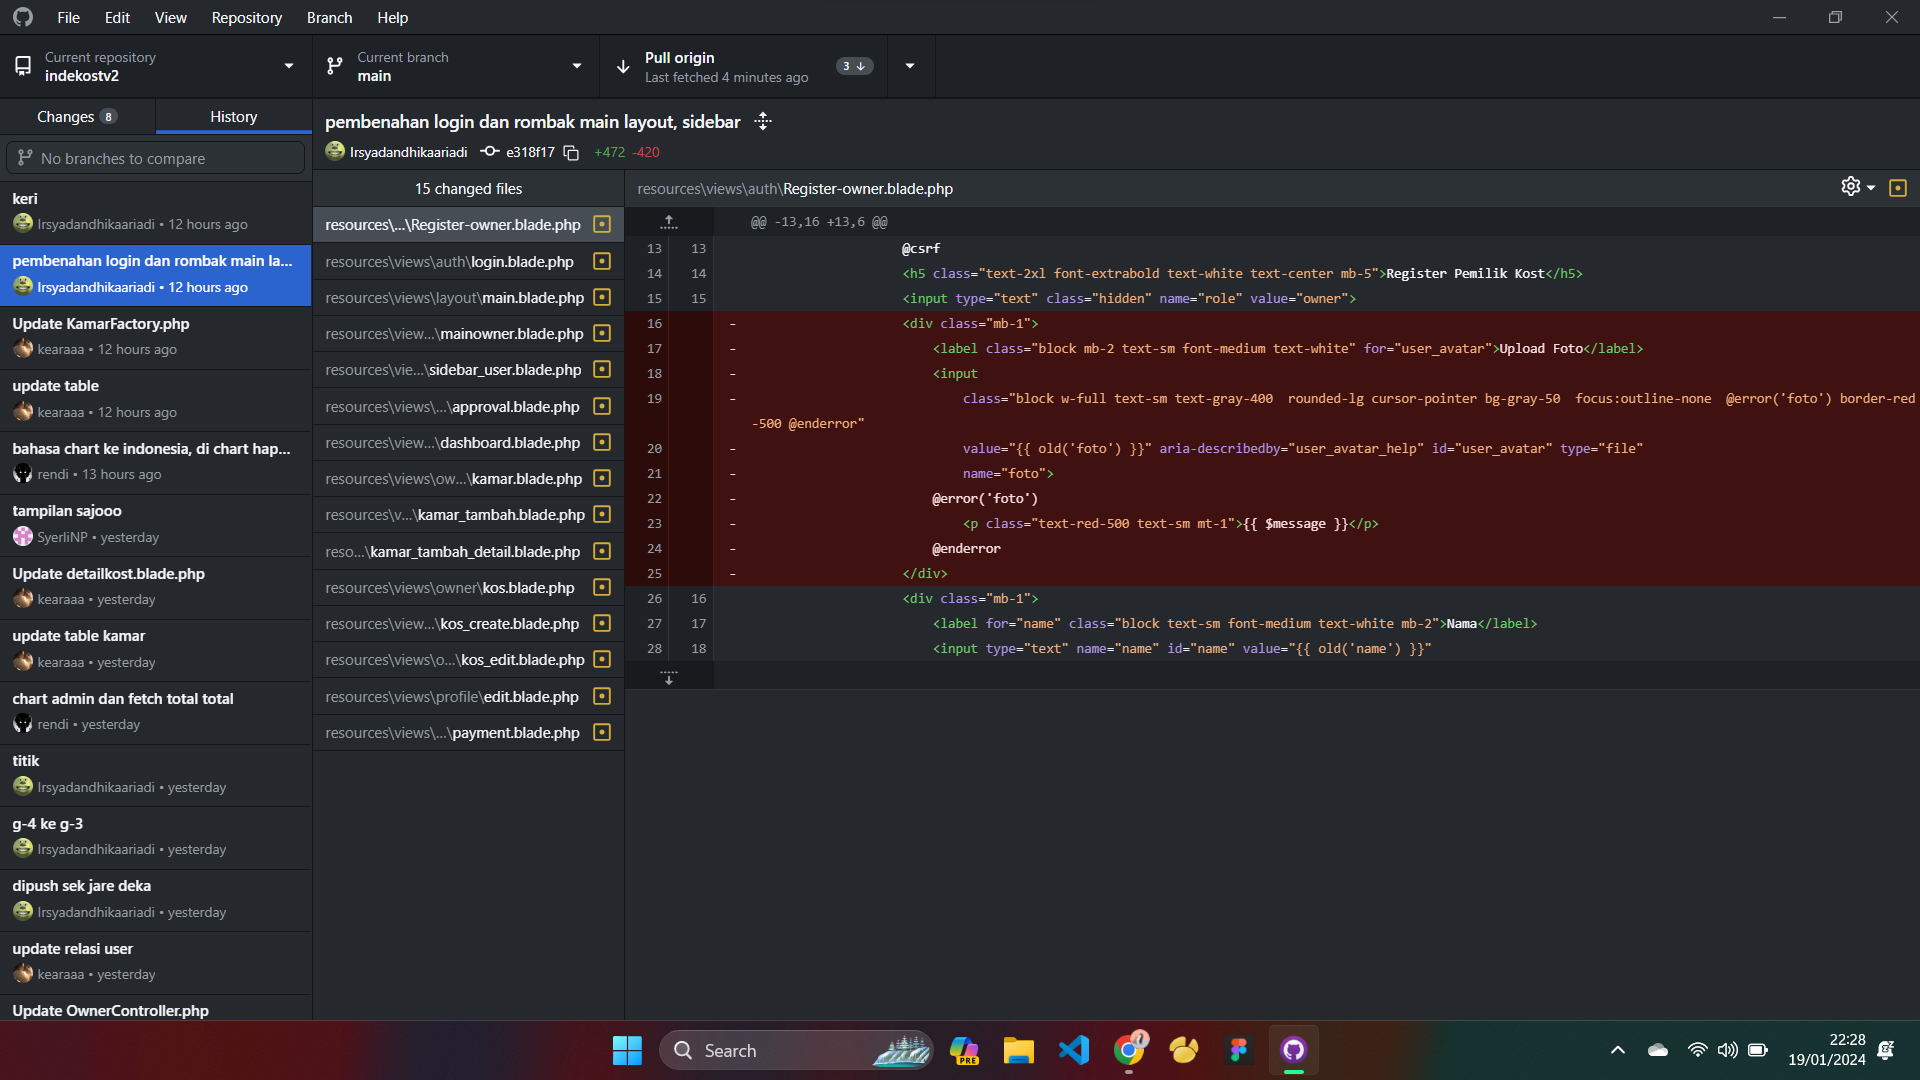 File Edit View Repository Branch Help
Current repository
indekostv2
Current branch
main
Pull origin
Last fetched 4 minutes ago
3
Changes 8
History
No branches to compare
keri
Irsyadandhikaariadi • 12 hours ago
pembenahan login dan rombak main la...
Irsyadandhikaariadi • 12 hours ago
Update KamarFactory.php
kearaaa • 12 hours ago
update table
kearaaa • 12 hours ago
bahasa chart ke indonesia, di chart hap...
rendi • 13 hours ago
tampilan sajooo
SyerliNP • yesterday
Update detailkost.blade.php
kearaaa • yesterday
update table kamar
kearaaa • yesterday
chart admin dan fetch total total
rendi • yesterday
titik
Irsyadandhikaariadi • yesterday
g-4 ke g-3
Irsyadandhikaariadi • yesterday
dipush sek jare deka
Irsyadandhikaariadi • yesterday
update relasi user
kearaaa • yesterday
Update OwnerController.php
pembenahan login dan rombak main layout, sidebar
Irsyadandhikaariadi e318f17 +472 -420
15 changed files
resources\...\Register-owner.blade.php
resources\views\auth\login.blade.php
resources\views\layout\main.blade.php
resources\view...\mainowner.blade.php
resources\vie...\sidebar_user.blade.php
resources\views\...\approval.blade.php
resources\view...\dashboard.blade.php
resources\views\ow...\kamar.blade.php
resources\v...\kamar_tambah.blade.php
reso...\kamar_tambah_detail.blade.php
resources\views\owner\kos.blade.php
resources\view...\kos_create.blade.php
resources\views\o...\kos_edit.blade.php
resources\views\profile\edit.blade.php
resources\views\...\payment.blade.php
resources\views\auth\Register-owner.blade.php
@@ -13,16 +13,6 @@
13 13 @csrf
14 14 <h5 class="text-2xl font-extrabold text-white text-center mb-5">Register Pemilik Kost</h5>
15 15 <input type="text" class="hidden" name="role" value="owner">
16 - <div class="mb-1">
17 - <label class="block mb-2 text-sm font-medium text-white" for="user_avatar">Upload Foto</label>
18 - <input
19 - class="block w-full text-sm text-gray-400  rounded-lg cursor-pointer bg-gray-50  focus:outline-none  @error('foto') border-red
-500 @enderror"
20 - value="{{ old('foto') }}" aria-describedby="user_avatar_help" id="user_avatar" type="file"
21 - name="foto">
22 - @error('foto')
23 - <p class="text-red-500 text-sm mt-1">{{ $message }}</p>
24 - @enderror
25 - </div>
26 16 <div class="mb-1">
27 17 <label for="name" class="block text-sm font-medium text-white mb-2">Nama</label>
28 18 <input type="text" name="name" id="name" value="{{ old('name') }}"
Search
PRE
22:28
19/01/2024